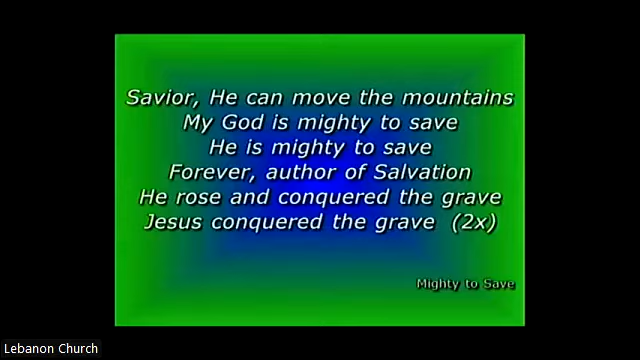 Savior, He can move the mountains
My God is mighty to save
He is mighty to save
Forever, author of Salvation
He rose and conquered the grave
Jesus conquered the grave (2x)
Mighty to Save
Lebanon Church